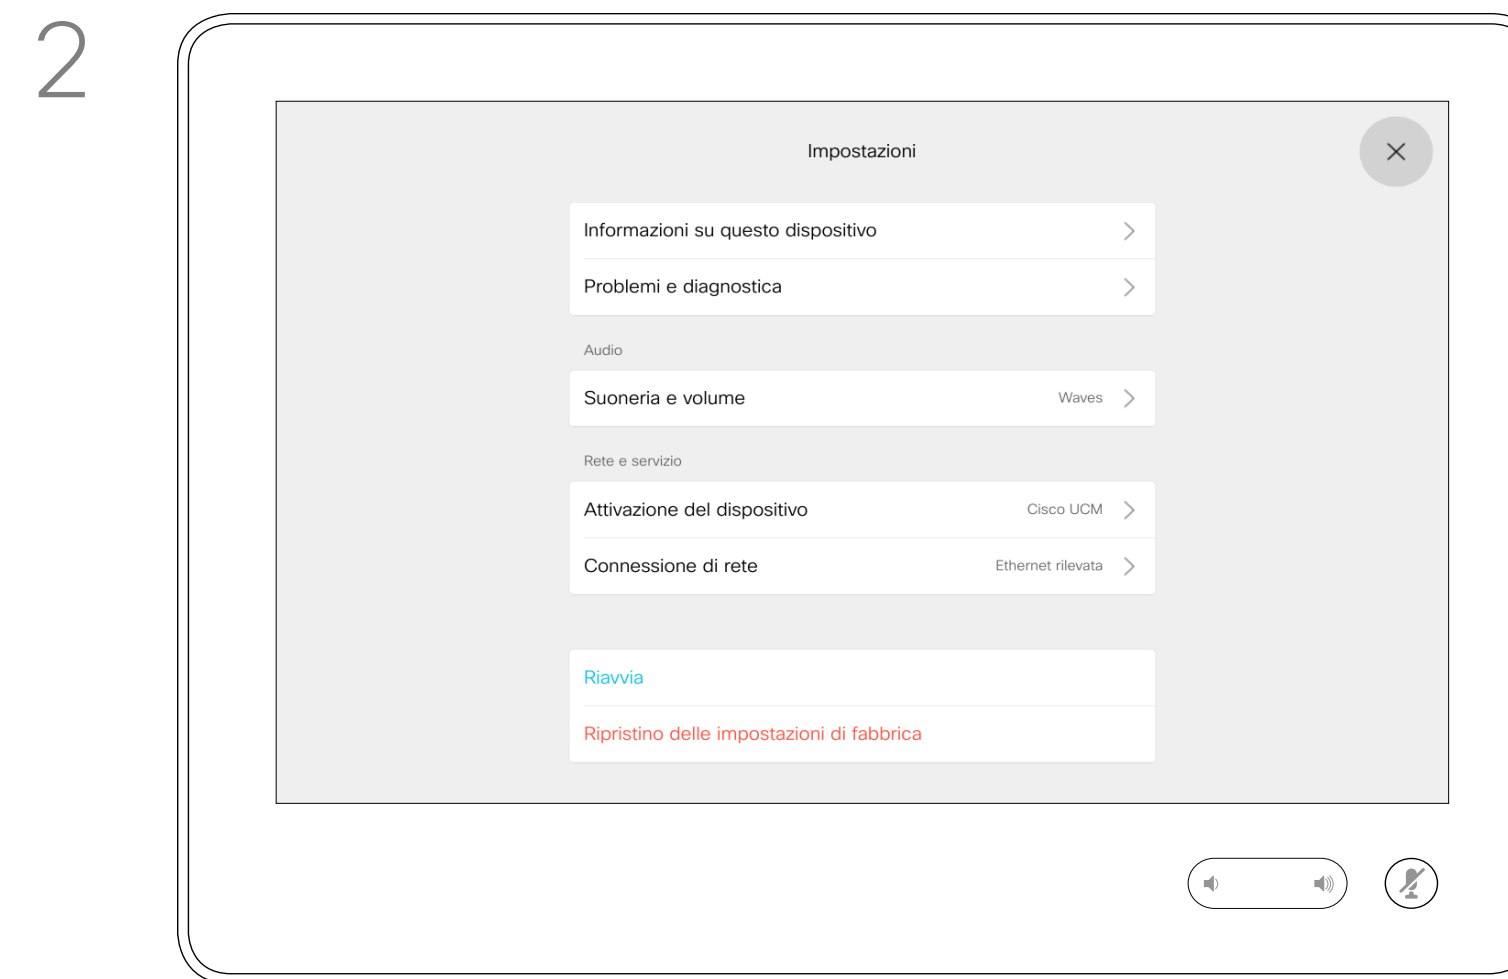 2
Impostazioni
Informazioni su questo dispositivo
Problemi e diagnostica
Audio
Suoneria e volume Waves
Rete e servizio
Attivazione del dispositivo Cisco UCM
Connessione di rete Ethernet rilevata
Riavvia
Ripristino delle impostazioni di fabbrica